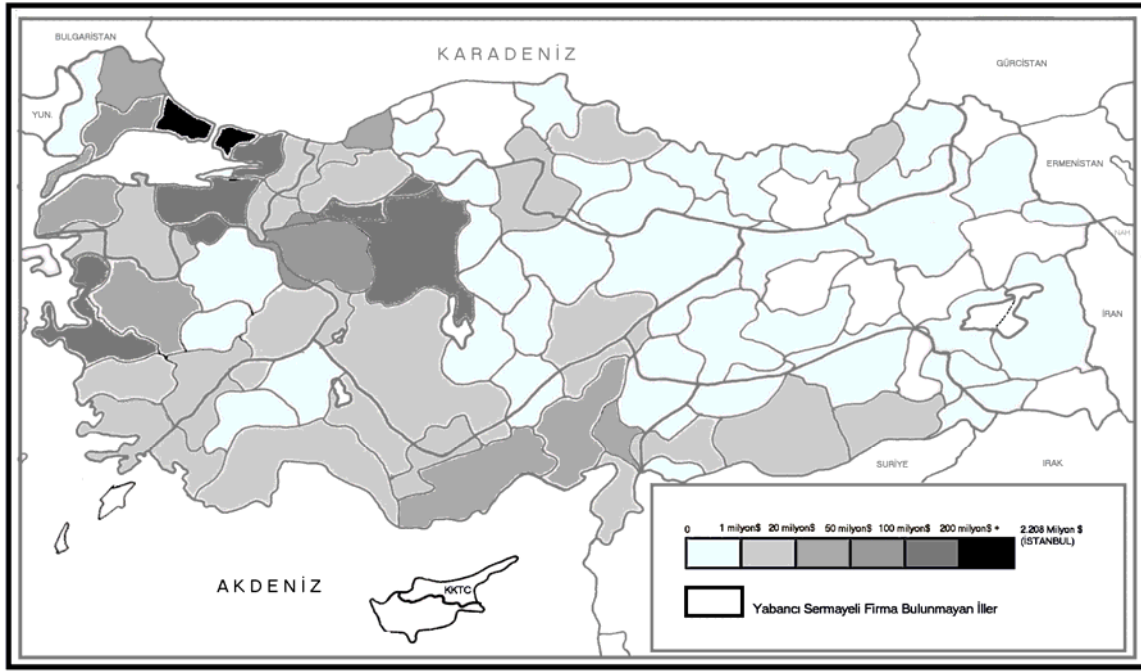 BULGARİSTAN
KARADENİZ
GÜRCİSTAN
YUN.
ERMENİSTAN
NAH.
İRAN
SURİYE
IRAK
AKDENİZ
KKTC
0 1 milyon$ 20 milyon$ 50 milyon$ 100 milyon$ 200 milyon$ + 2.208 Milyon $
(İSTANBUL)
Yabancı Sermayeli Firma Bulunmayan İller